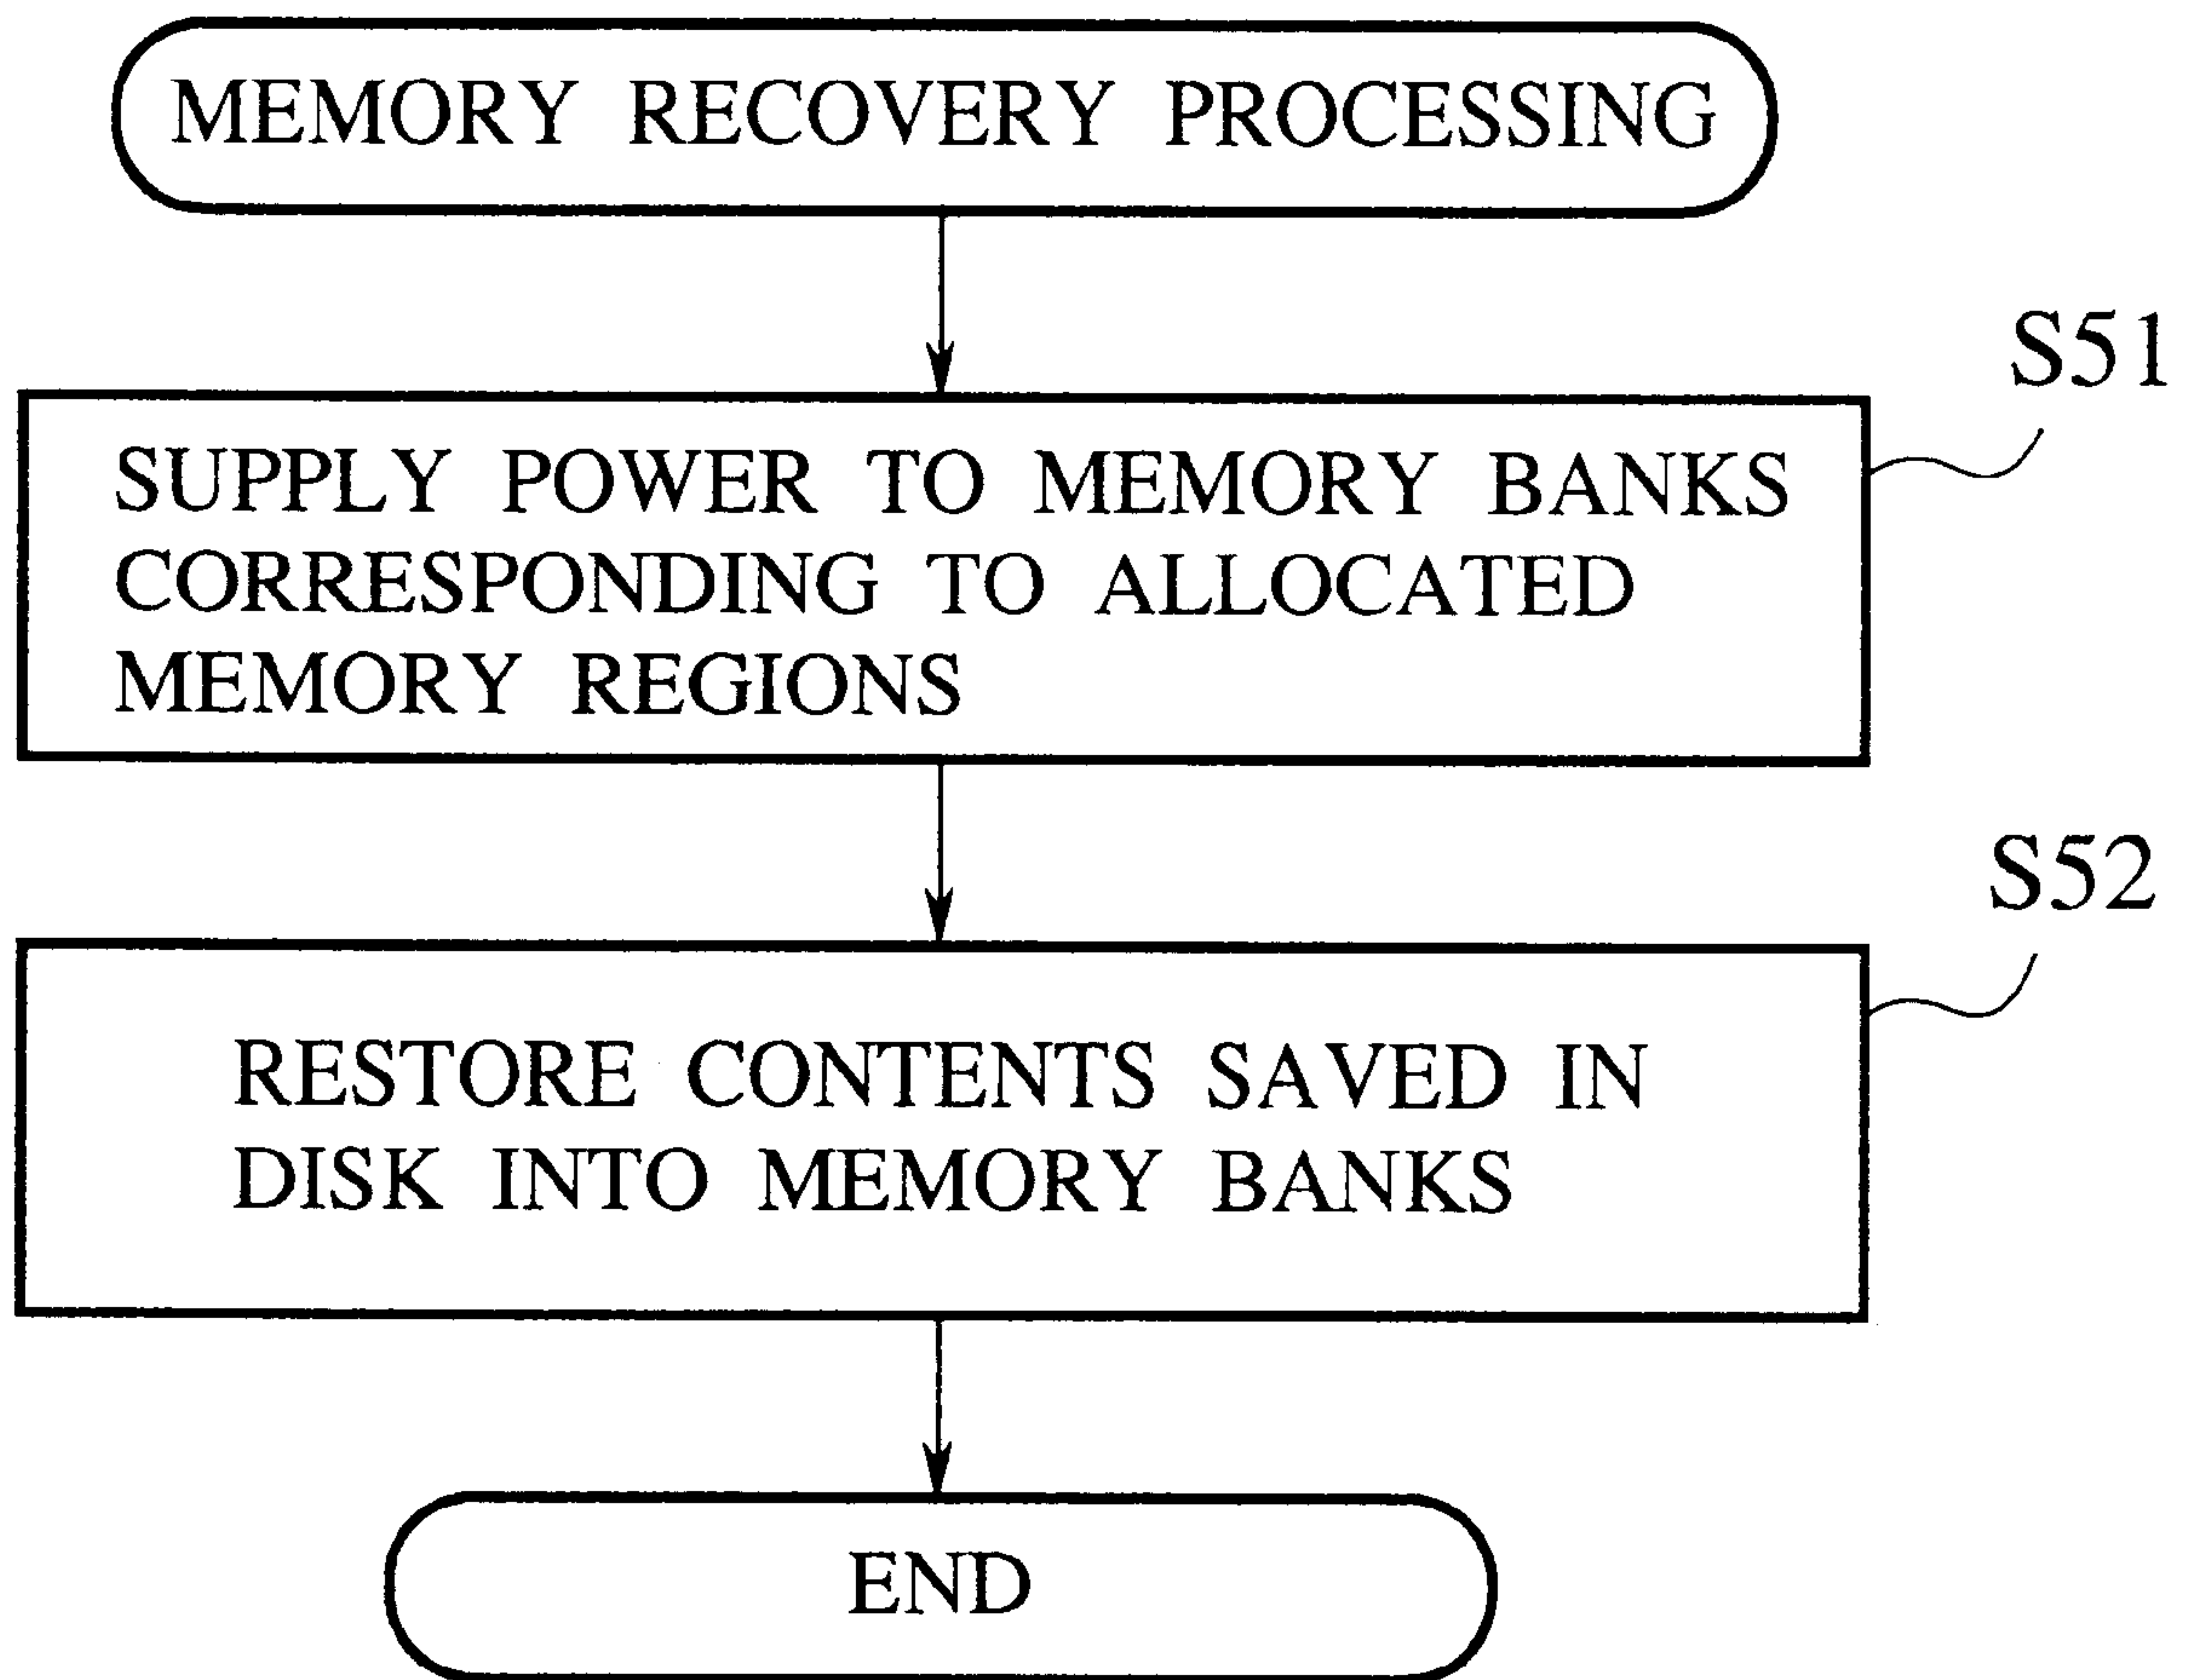 MEMORY RECOVERY PROCESSING
S51
SUPPLY POWER TO MEMORY BANKS
CORRESPONDING TO ALLOCATED
MEMORY REGIONS
S52
RESTORE CONTENTS SAVED IN
DISK INTO MEMORY BANKS
END